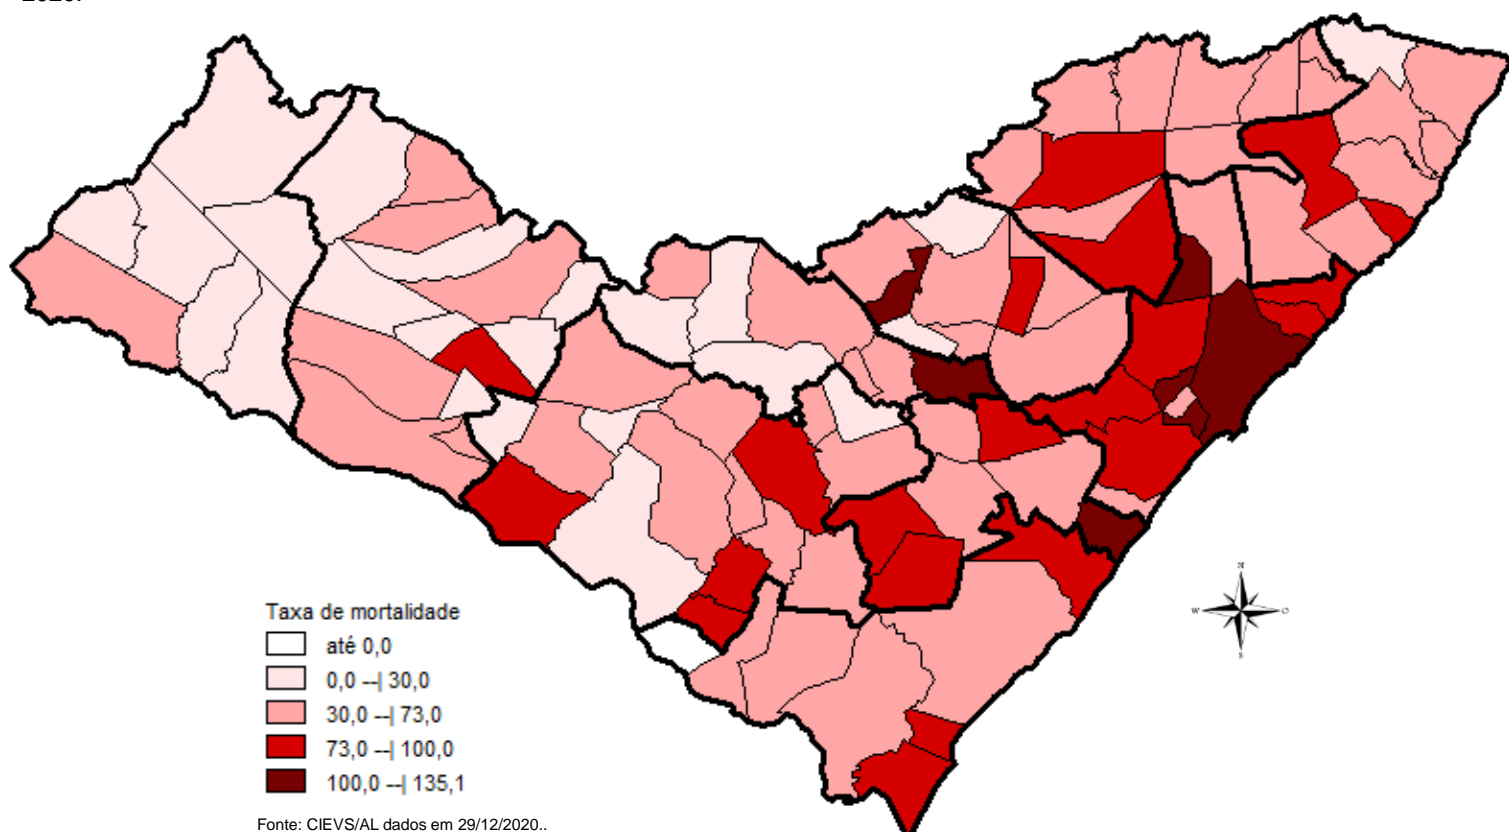 2020.
N
W
O
S
Taxa de mortalidade
até 0,0
0,0 --| 30,0
30,0 --| 73,0
73,0 --| 100,0
100,0 --| 135,1
Fonte: CIEVS/AL dados em 29/12/2020..